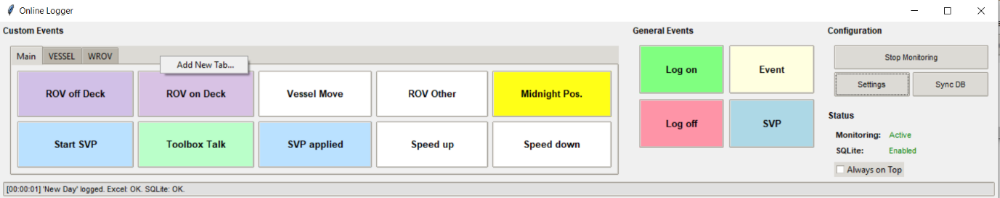 Online Logger
Custom Events
General Events
Configuration
Main
VESSEL
WROV
Add New Tab...
ROV off Deck
ROV on Deck
Vessel Move
ROV Other
Midnight Pos.
Start SVP
Toolbox Talk
SVP applied
Speed up
Speed down
Log on
Event
Log off
SVP
Stop Monitoring
Settings
Sync DB
Status
Monitoring: Active
SQLite: Enabled
Always on Top
[00:00:01] 'New Day' logged. Excel: OK. SQLite: OK.